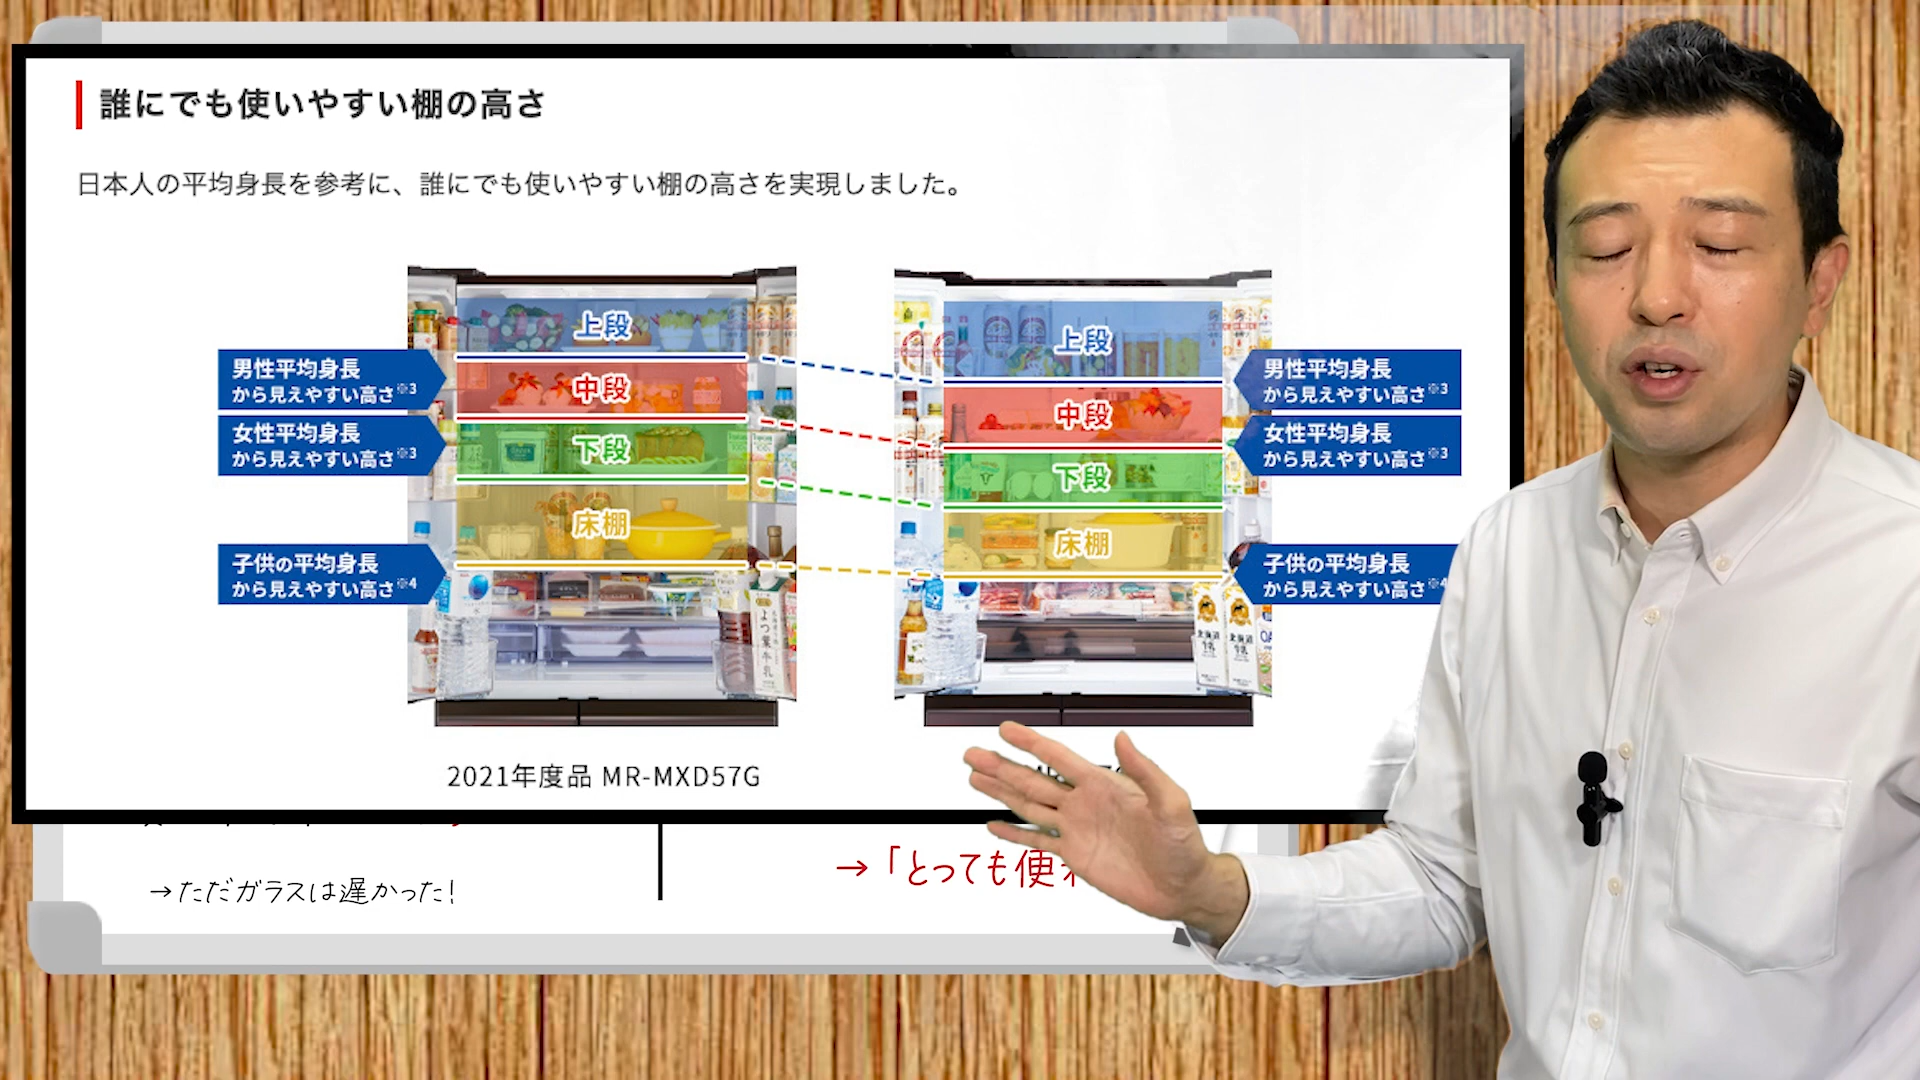 誰にでも使いやすい棚の高さ
日本人の平均身長を参考に、誰にでも使いやすい棚の高さを実現しました。
上段
中段
下段
床棚
男性平均身長
から見えやすい高さ※3
女性平均身長
から見えやすい高さ※3
子供の平均身長
から見えやすい高さ※4
上段
中段
下段
床棚
男性平均身長
から見えやすい高さ※3
女性平均身長
から見えやすい高さ※3
子供の平均身長
から見えやすい高さ※4
2021年度品 MR-MXD57G
→ただガラスは遅かった!
→「とっても便